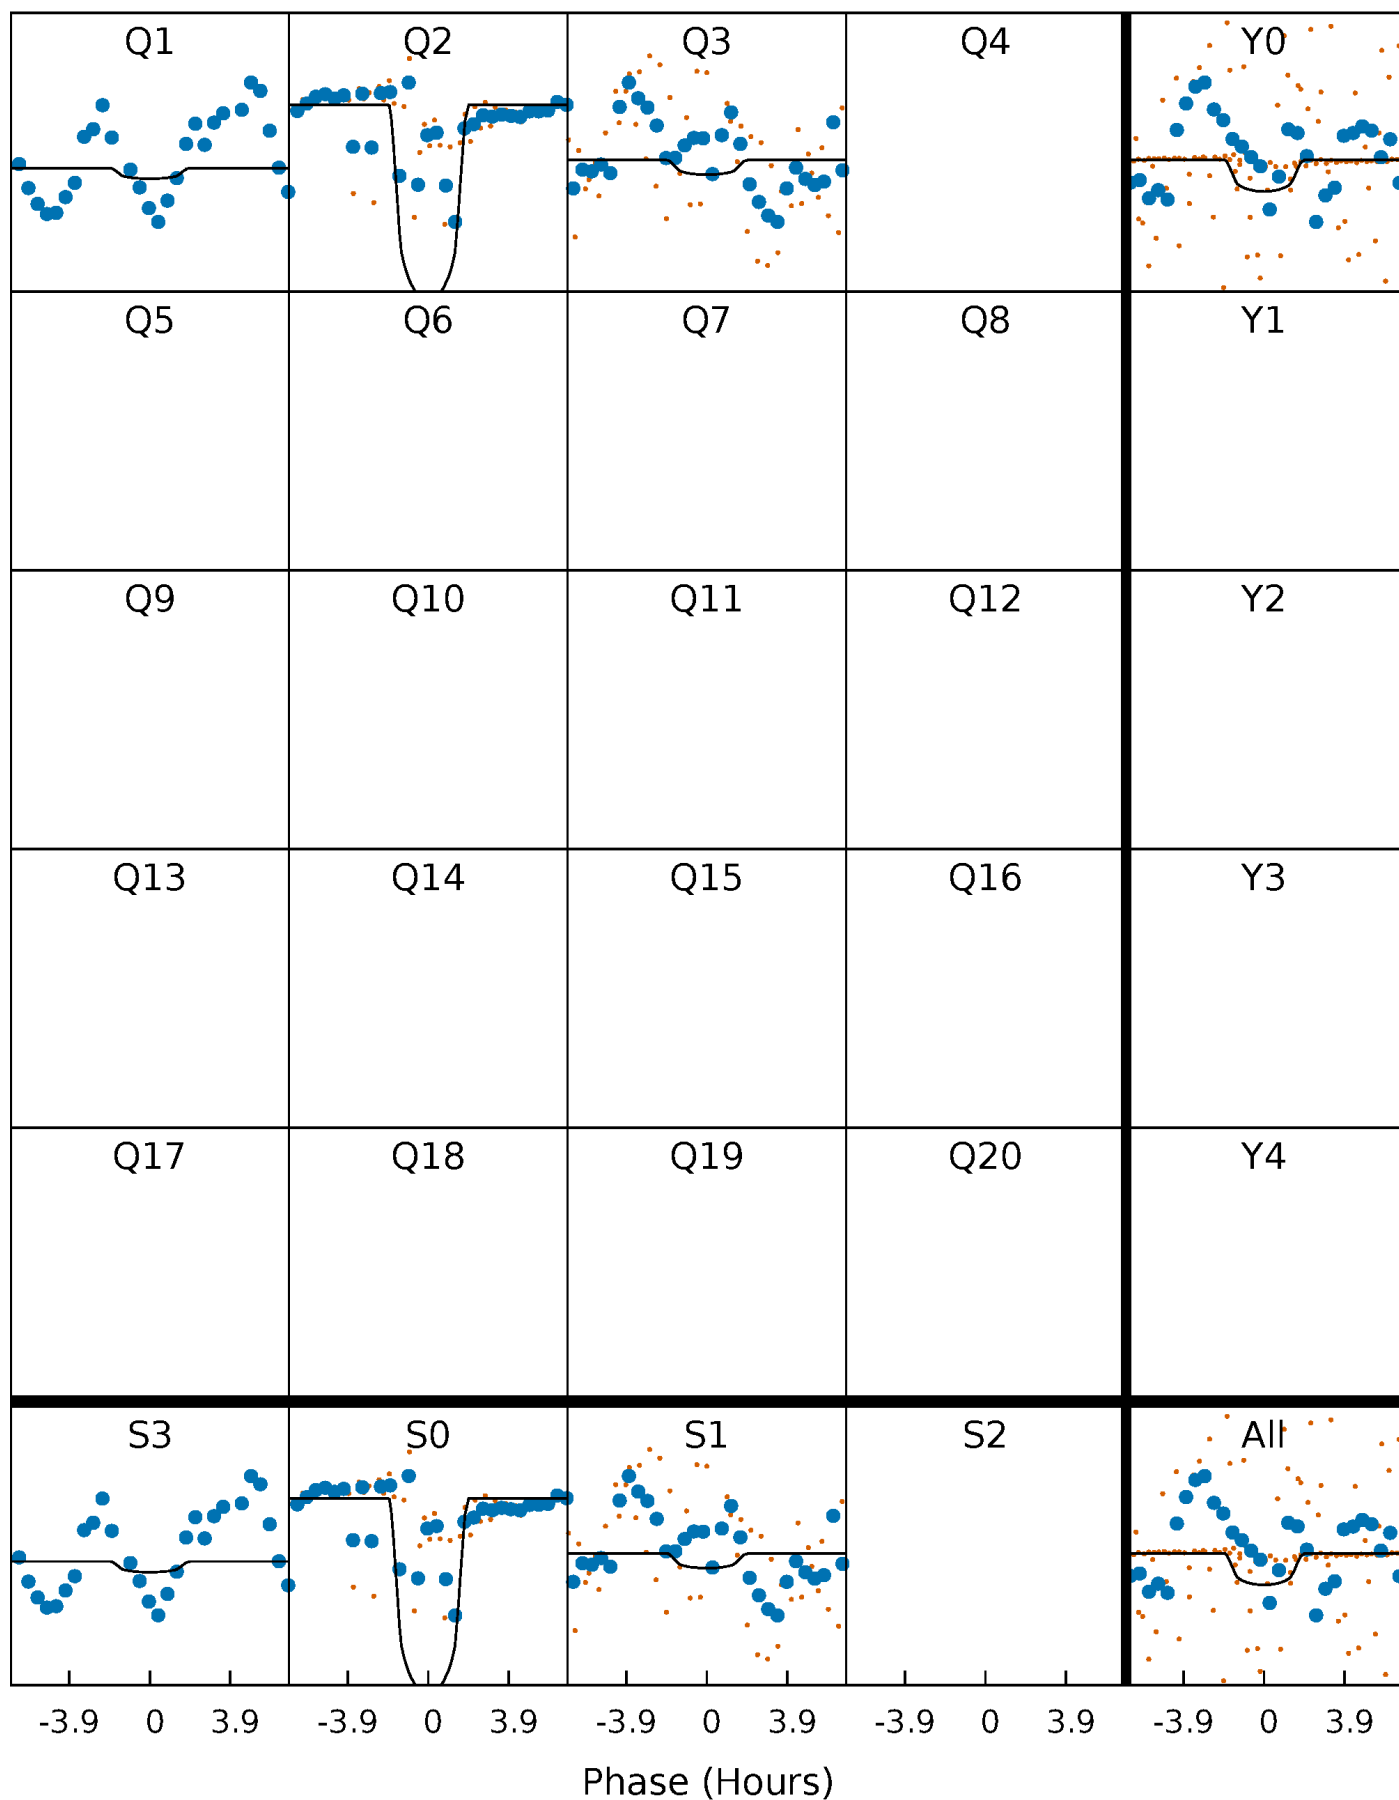 Q1 Q2 Q3 Q4 Y0
Q5 Q6 Q7 Q8 Y1
Q9 Q10 Q11 Q12 Y2
Q13 Q14 Q15 Q16 Y3
Q17 Q18 Q19 Q20 Y4
S3 S0 S1 S2 All
-3.9 0 3.9 -3.9 0 3.9 -3.9 0 3.9 -3.9 0 3.9 -3.9 0 3.9
Phase (Hours)